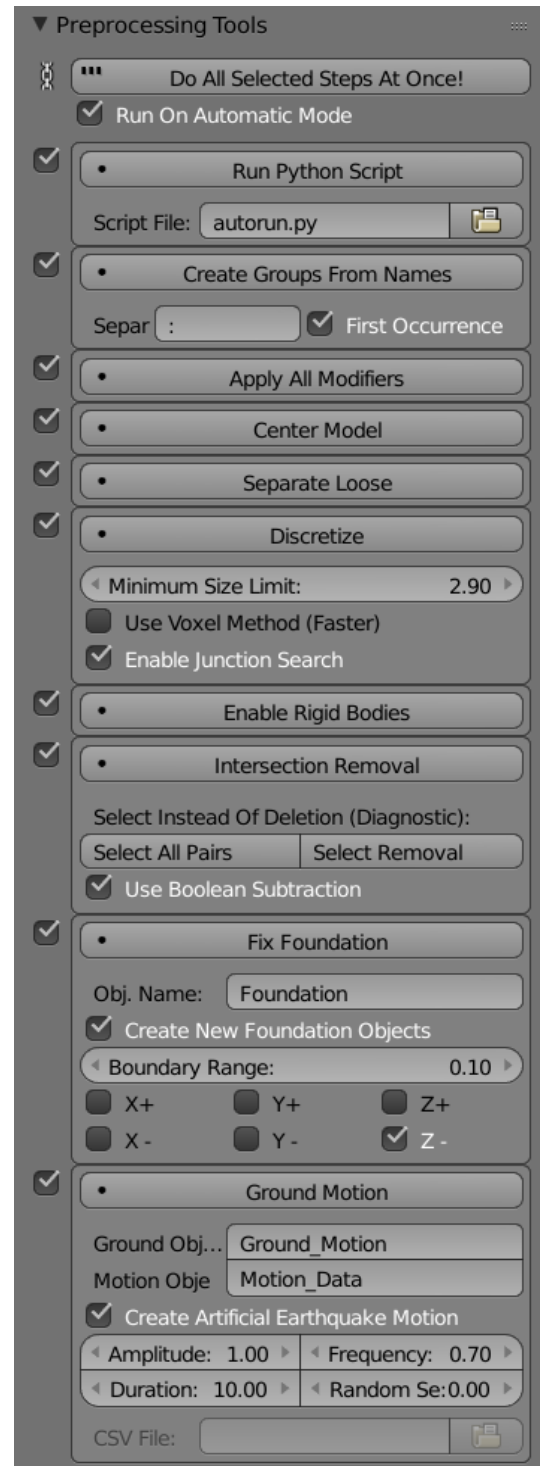 Preprocessing Tools
Do All Selected Steps At Once!
Run On Automatic Mode
Run Python Script
Script File: autorun.py
Create Groups From Names
Separ : First Occurrence
Apply All Modifiers
Center Model
Separate Loose
Discretize
Minimum Size Limit: 2.90
Use Voxel Method (Faster)
Enable Junction Search
Enable Rigid Bodies
Intersection Removal
Select Instead Of Deletion (Diagnostic):
Select All Pairs Select Removal
Use Boolean Subtraction
Fix Foundation
Obj. Name: Foundation
Create New Foundation Objects
Boundary Range: 0.10
X+ Y+ Z+
X - Y - Z -
Ground Motion
Ground Obj... Ground_Motion
Motion Obje Motion_Data
Create Artificial Earthquake Motion
Amplitude: 1.00 Frequency: 0.70
Duration: 10.00 Random Se:0.00
CSV File: